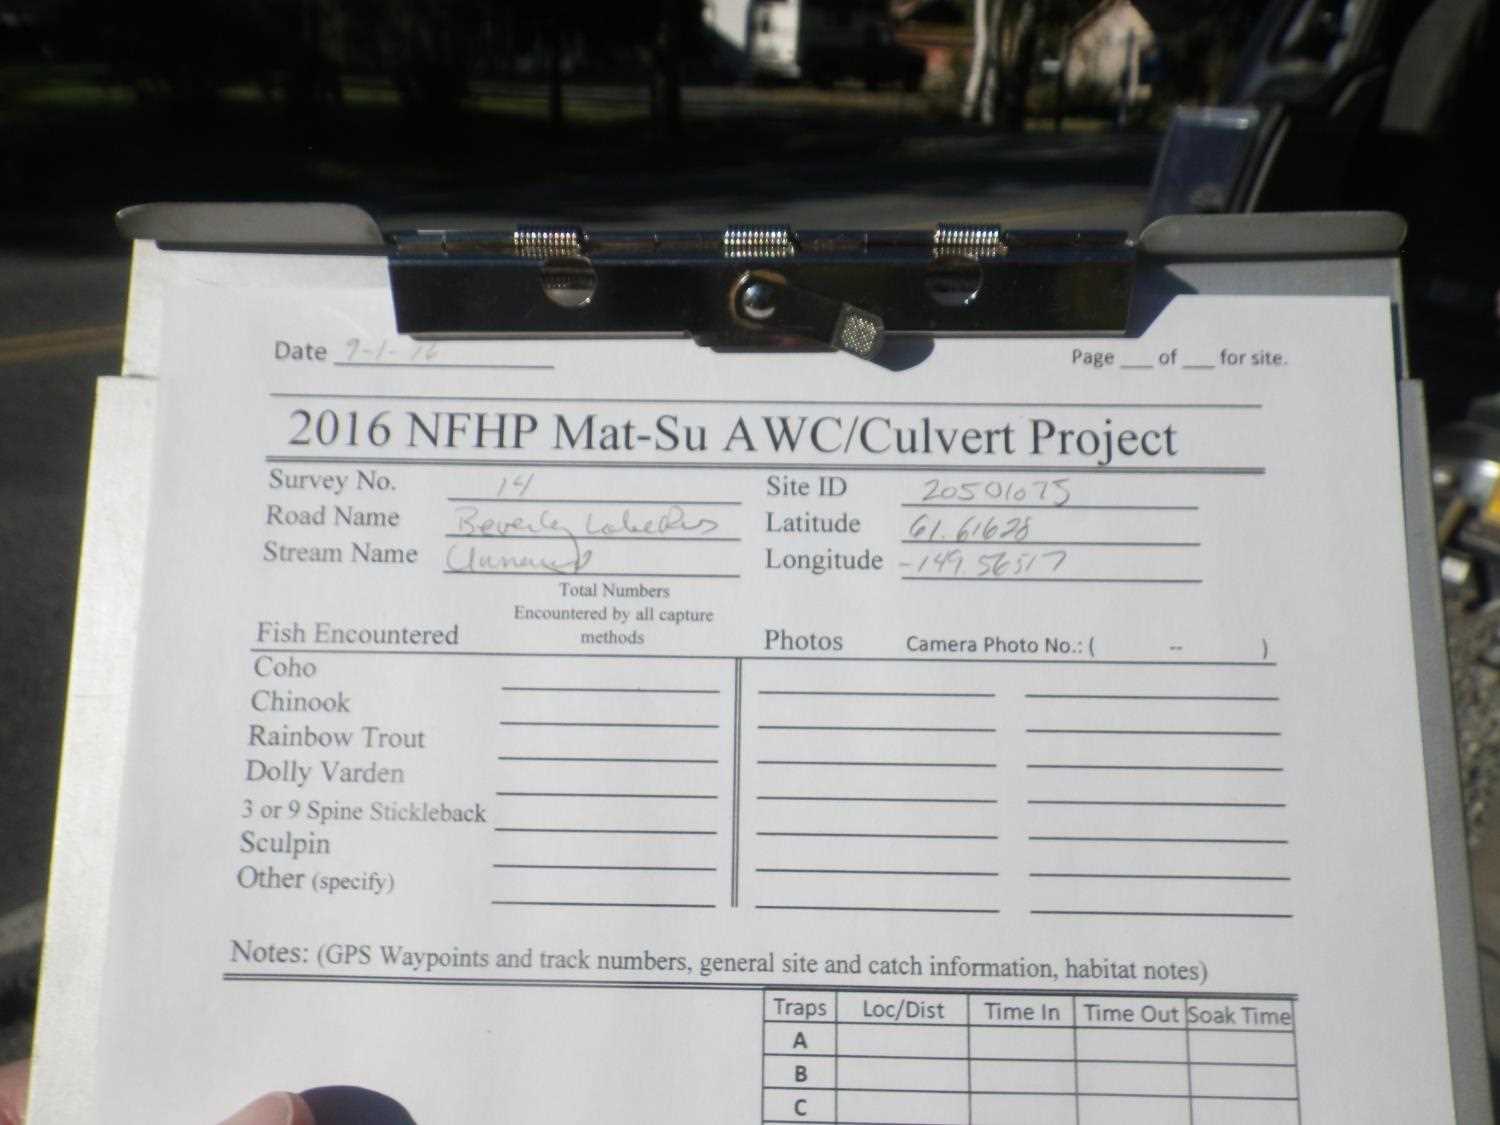 Date 9-1-16 Page ___ of ___ for site.
2016 NFHP Mat-Su AWC/Culvert Project
Survey No. 14 Site ID 20501075
Road Name Beverly Lake Latitude 61.61628
Stream Name Unnamed Longitude -149.56517
Total Numbers
Encountered by all capture
Fish Encountered methods Photos Camera Photo No.: ( -- )
Coho
Chinook
Rainbow Trout
Dolly Varden
3 or 9 Spine Stickleback
Sculpin
Other (specify)
Notes: (GPS Waypoints and track numbers, general site and catch information, habitat notes)
Traps Loc/Dist Time In Time Out Soak Time
A
B
C